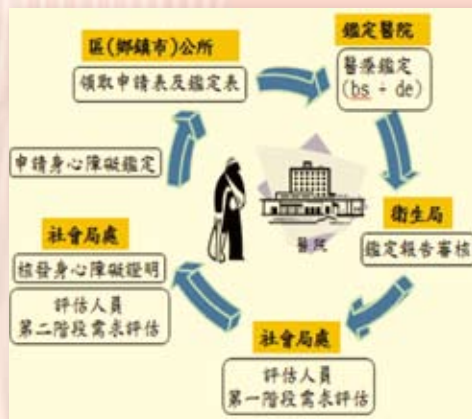 區(鄉鎮市)公所
領取申請表及鑑定表
鑑定醫院
醫療鑑定
(bs + de)
衛生局
鑑定報告審核
社會局處
評估人員
第一階段需求評估
社會局處
核發身心障礙證明
評估人員
第二階段需求評估
申請身心障礙鑑定
醫院